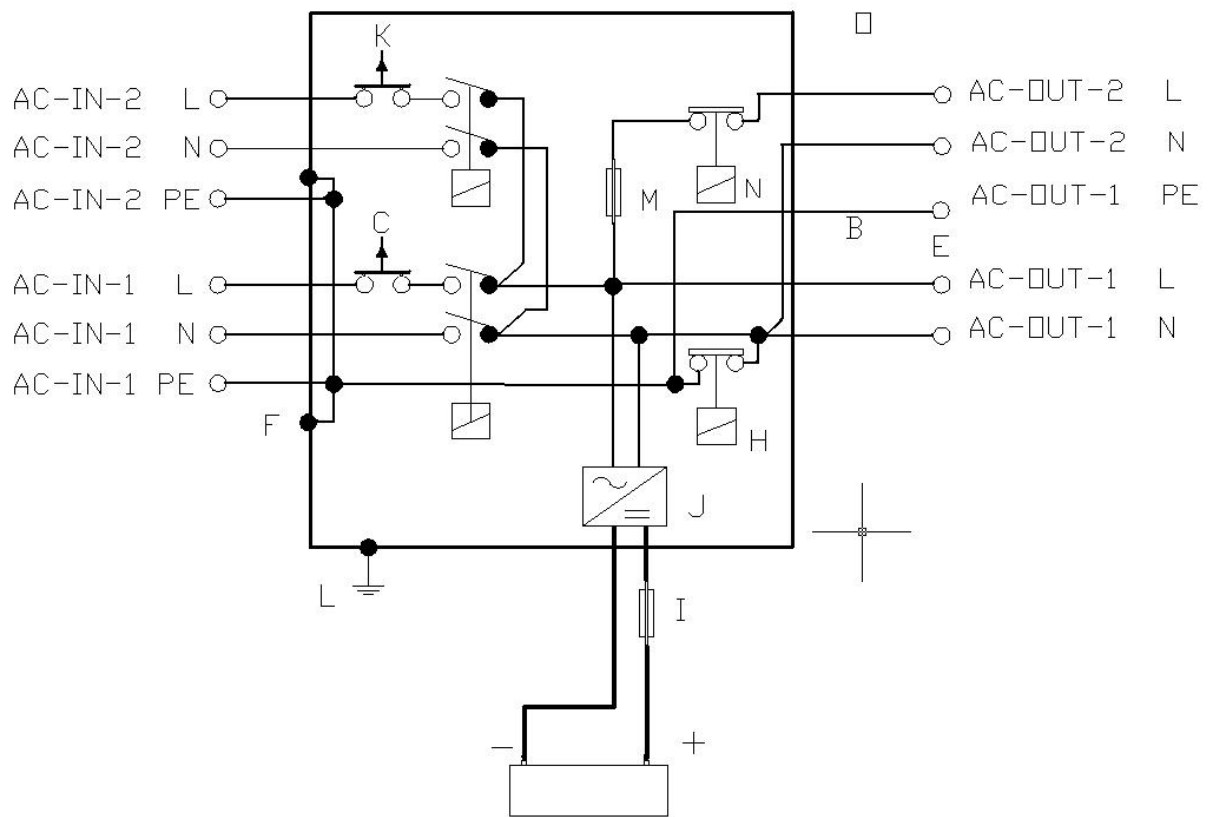 O
K
AC-IN-2 L
AC-OUT-2 L
AC-IN-2 N
AC-OUT-2 N
M
N
AC-IN-2 PE
AC-OUT-1 PE
C
B
E
AC-IN-1 L
AC-OUT-1 L
AC-IN-1 N
AC-OUT-1 N
AC-IN-1 PE
F
H
J
L
I
-
+